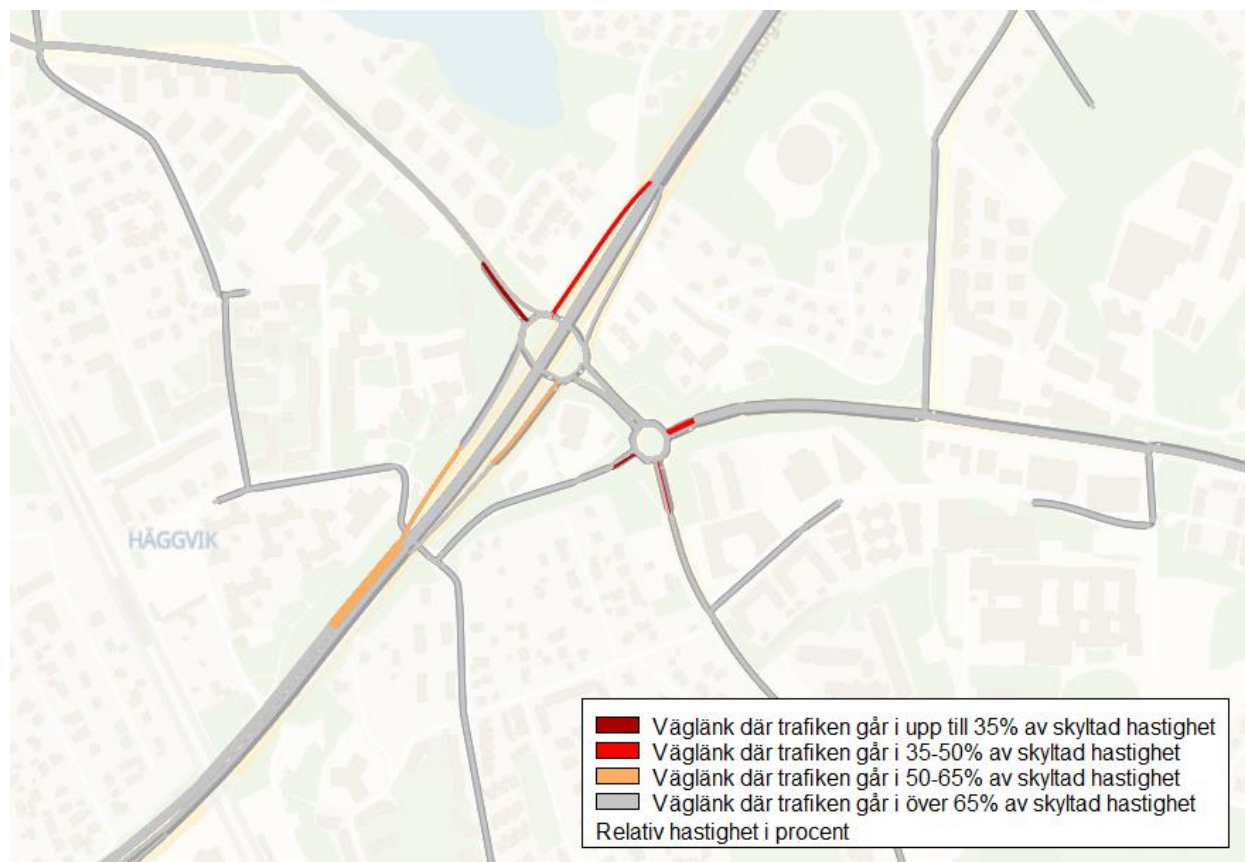 HÄGGVIK
Väglänk där trafiken går i upp till 35% av skyltad hastighet
Väglänk där trafiken går i 35-50% av skyltad hastighet
Väglänk där trafiken går i 50-65% av skyltad hastighet
Väglänk där trafiken går i över 65% av skyltad hastighet
Relativ hastighet i procent